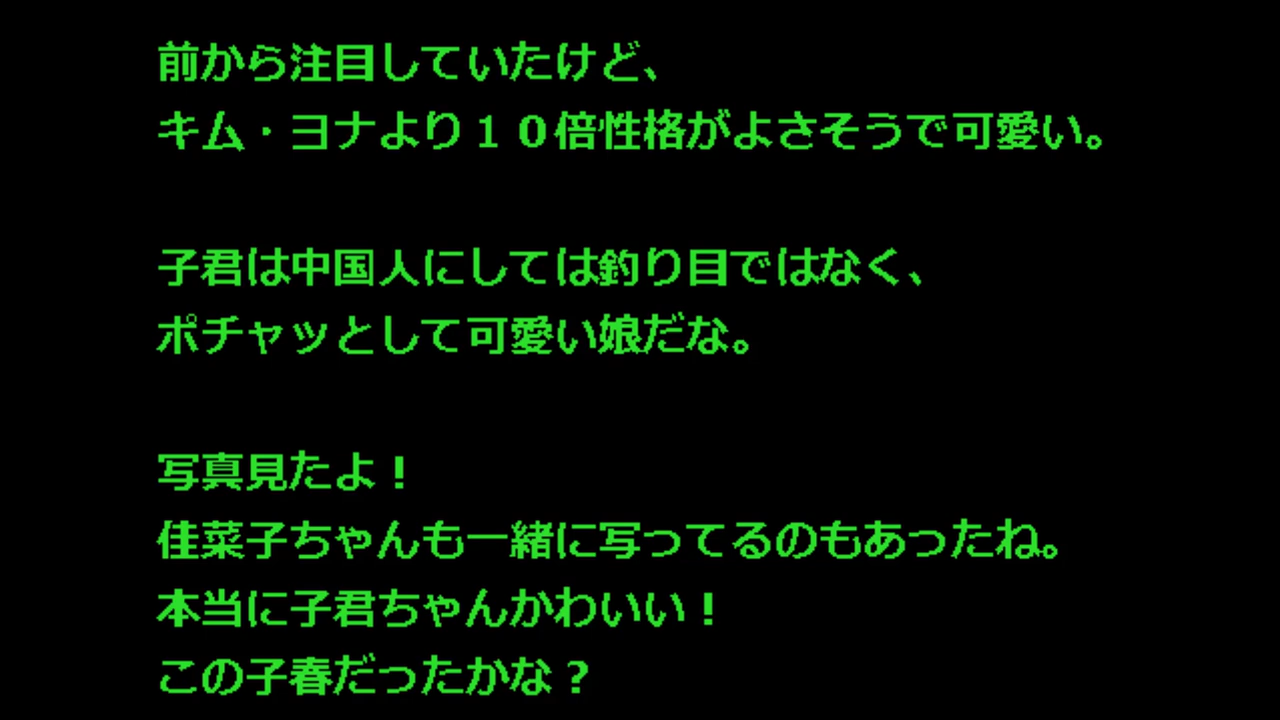 前から注目していたけど、
キム・ヨナより１０倍性格がよさそうで可愛い。
子君は中国人にしては釣り目ではなく、
ポチャッとして可愛い娘だな。
写真見たよ！
佳菜子ちゃんも一緒に写ってるのもあったね。
本当に子君ちゃんかわいい！
この子春だったかな？